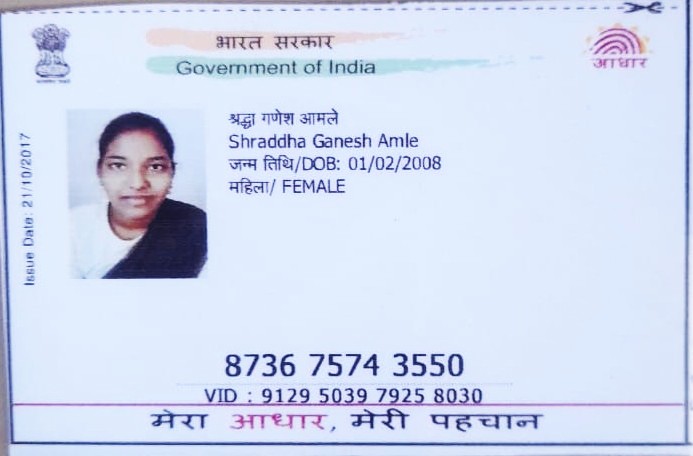 भारत सरकार
Government of India
आधार
Issue Date: 21/10/2017
श्रद्धा गणेश आमले
Shraddha Ganesh Amle
जन्म तिथि/DOB: 01/02/2008
महिला/ FEMALE
8736 7574 3550
VID : 9129 5039 7925 8030
मेरा आधार, मेरी पहचान